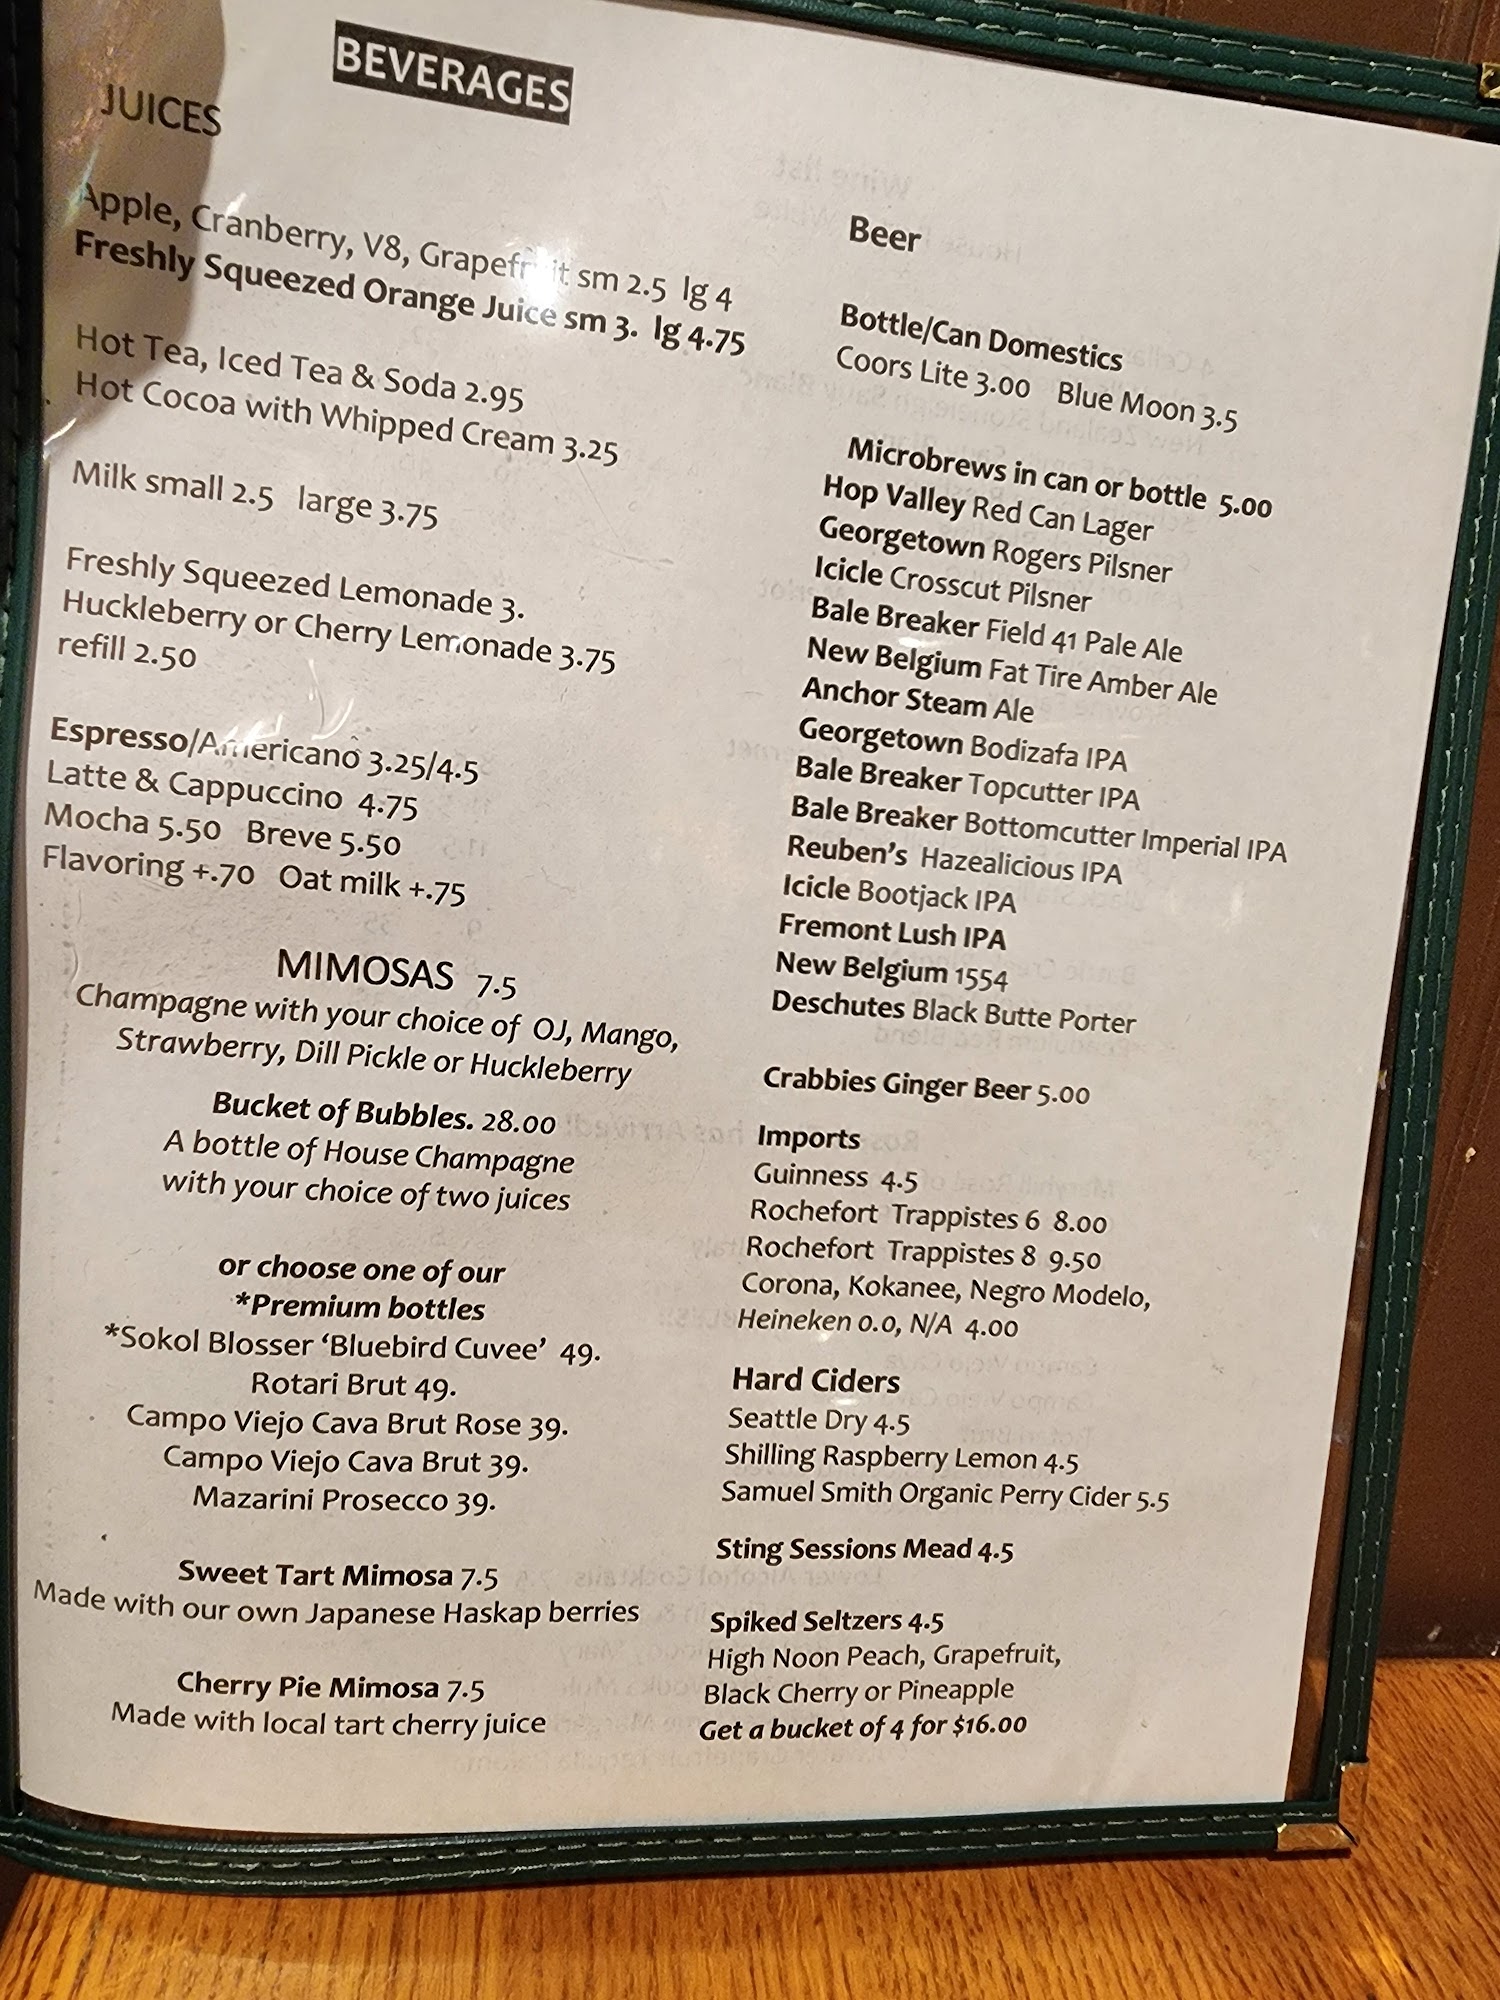 BEVERAGES
JUICES
Apple, Cranberry, V8, Grapefruit sm 2.5 lg 4
Freshly Squeezed Orange Juice sm 3. lg 4.75
Hot Tea, Iced Tea & Soda 2.95
Hot Cocoa with Whipped Cream 3.25
Milk small 2.5 large 3.75
Freshly Squeezed Lemonade 3.
Huckleberry or Cherry Lemonade 3.75
refill 2.50
Espresso/Americano 3.25/4.5
Latte & Cappuccino 4.75
Mocha 5.50 Breve 5.50
Flavoring +.70 Oat milk +.75
MIMOSAS 7.5
Champagne with your choice of OJ, Mango,
Strawberry, Dill Pickle or Huckleberry
Bucket of Bubbles. 28.00
A bottle of House Champagne
with your choice of two juices
or choose one of our
*Premium bottles
*Sokol Blosser ‘Bluebird Cuvee’ 49.
Rotari Brut 49.
Campo Viejo Cava Brut Rose 39.
Campo Viejo Cava Brut 39.
Mazarini Prosecco 39.
Sweet Tart Mimosa 7.5
Made with our own Japanese Haskap berries
Cherry Pie Mimosa 7.5
Made with local tart cherry juice
Beer
Bottle/Can Domestics
Coors Lite 3.00 Blue Moon 3.5
Microbrews in can or bottle 5.00
Hop Valley Red Can Lager
Georgetown Rogers Pilsner
Icicle Crosscut Pilsner
Bale Breaker Field 41 Pale Ale
New Belgium Fat Tire Amber Ale
Anchor Steam Ale
Georgetown Bodizafa IPA
Bale Breaker Topcutter IPA
Bale Breaker Bottomcutter Imperial IPA
Reuben’s Hazealicious IPA
Icicle Bootjack IPA
Fremont Lush IPA
New Belgium 1554
Deschutes Black Butte Porter
Crabbies Ginger Beer 5.00
Imports
Guinness 4.5
Rochefort Trappistes 6 8.00
Rochefort Trappistes 8 9.50
Corona, Kokanee, Negro Modelo,
Heineken 0.0, N/A 4.00
Hard Ciders
Seattle Dry 4.5
Shilling Raspberry Lemon 4.5
Samuel Smith Organic Perry Cider 5.5
Sting Sessions Mead 4.5
Spiked Seltzers 4.5
High Noon Peach, Grapefruit,
Black Cherry or Pineapple
Get a bucket of 4 for $16.00